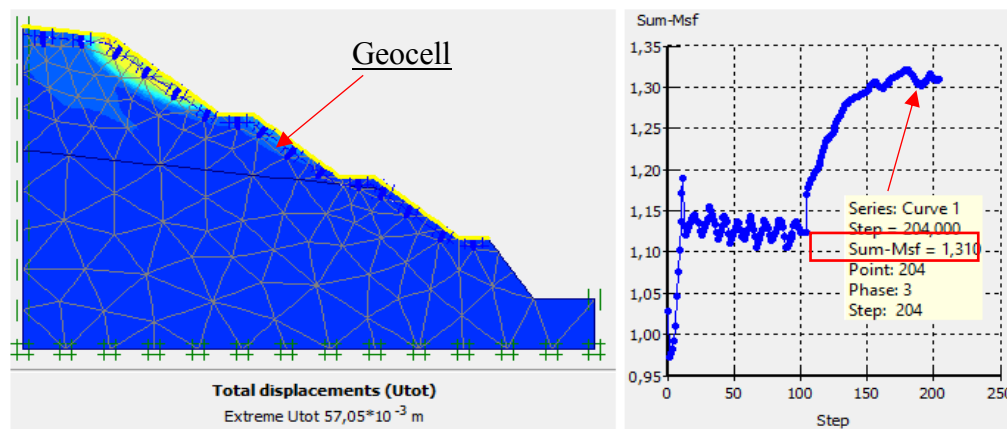 Geocell
Total displacements (Utot)
Extreme Utot 57,05*10 -3 m
Sum-Msf
1,35
1,30
1,25
1,20
1,15
1,10
1,05
1,00
0,95
0 50 100 150 200 250
Step
Series: Curve 1
Step = 204,000
Sum-Msf = 1,310
Point: 204
Phase: 3
Step: 204